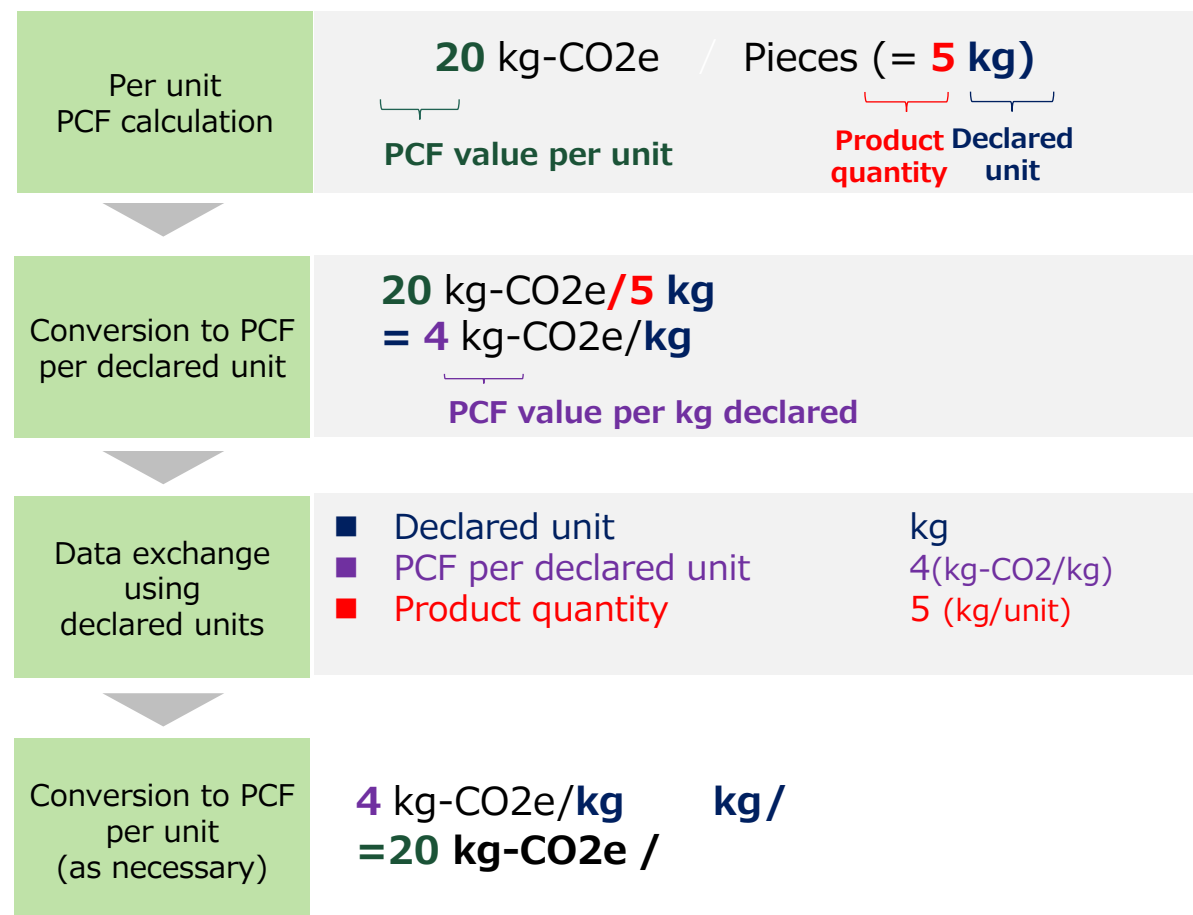 Per unit
PCF calculation
20 kg-CO2e / Pieces (= 5 kg)
PCF value per unit
Product quantity
Declared unit
Conversion to PCF
per declared unit
20 kg-CO2e/5 kg
= 4 kg-CO2e/kg
PCF value per kg declared
Data exchange
using
declared units
■ Declared unit kg
■ PCF per declared unit 4(kg-CO2/kg)
■ Product quantity 5 (kg/unit)
Conversion to PCF
per unit
(as necessary)
4 kg-CO2e/kg kg/
=20 kg-CO2e /